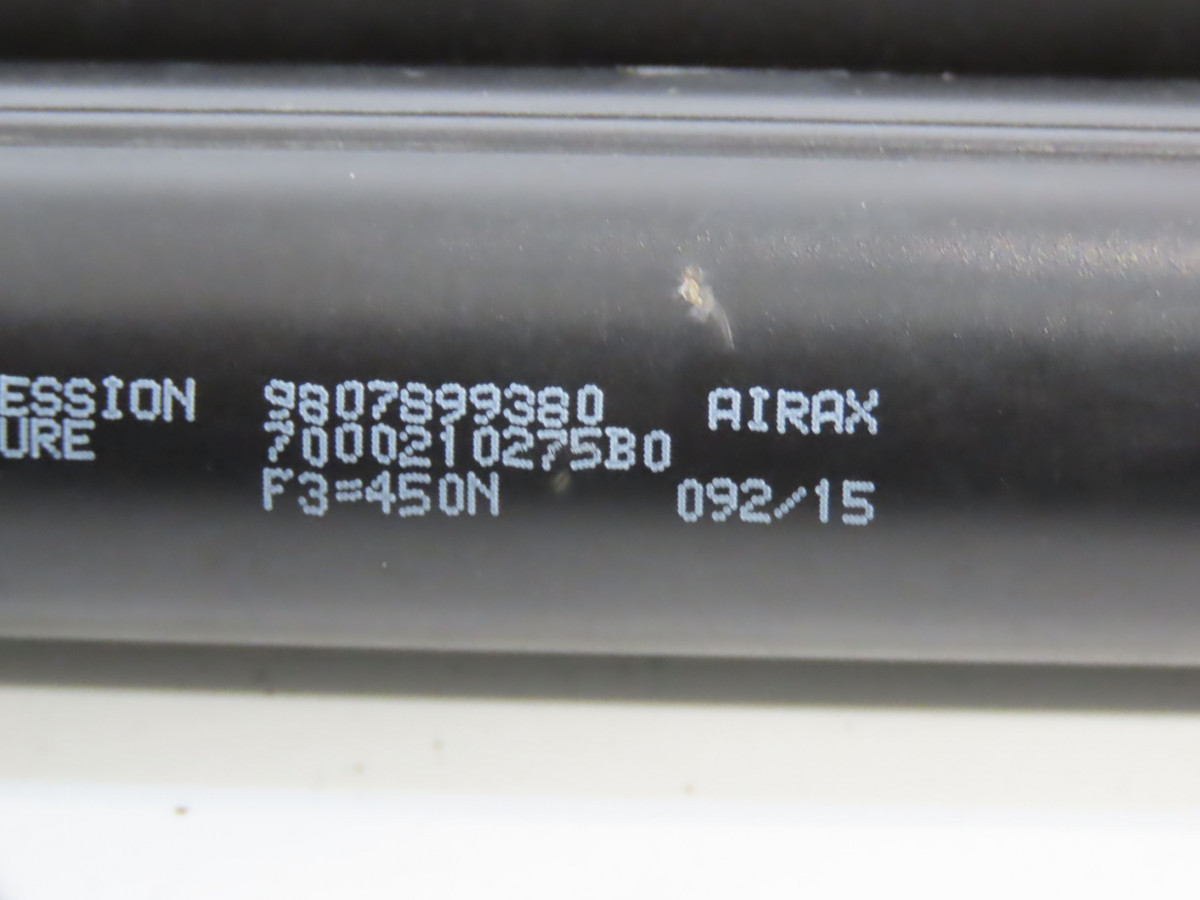 ESSION 9807899380 AIRAX
URE 7000210275B0
F3=450N 092/15